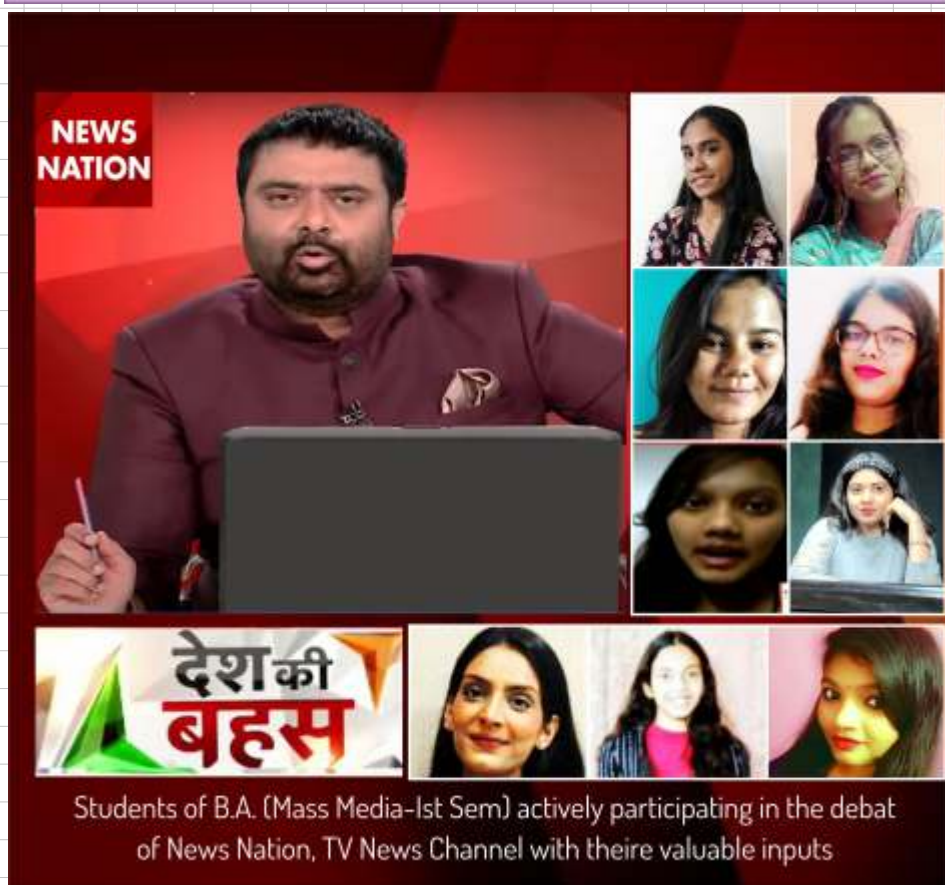 NEWS
NATION
देश की
बहस
Students of B.A. (Mass Media-Ist Sem) actively participating in the debat
of News Nation, TV News Channel with theire valuable inputs